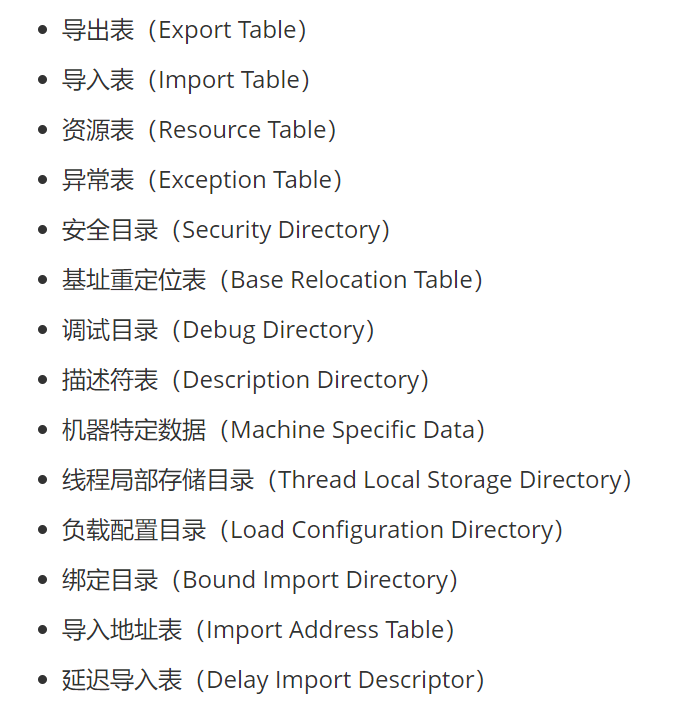 导出表（Export Table）
导入表（Import Table）
资源表（Resource Table）
异常表（Exception Table）
安全目录（Security Directory）
基址重定位表（Base Relocation Table）
调试目录（Debug Directory）
描述符表（Description Directory）
机器特定数据（Machine Specific Data）
线程局部存储目录（Thread Local Storage Directory）
负载配置目录（Load Configuration Directory）
绑定目录（Bound Import Directory）
导入地址表（Import Address Table）
延迟导入表（Delay Import Descriptor）